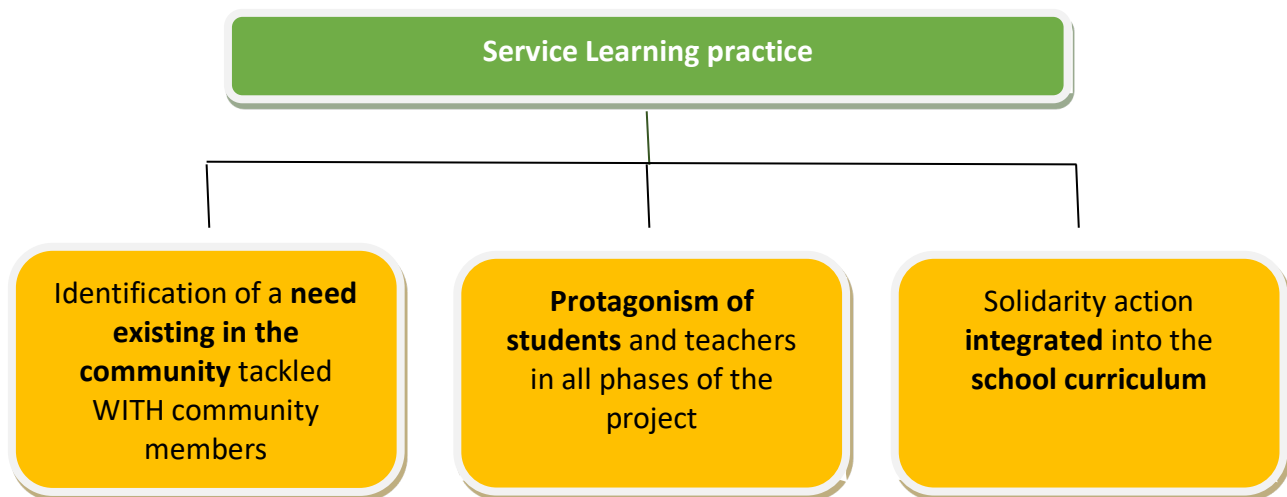 Service Learning practice
Identification of a need
existing in the
community tackled
WITH community
members
Protagonism of
students and teachers
in all phases of the
project
Solidarity action
integrated into the
school curriculum